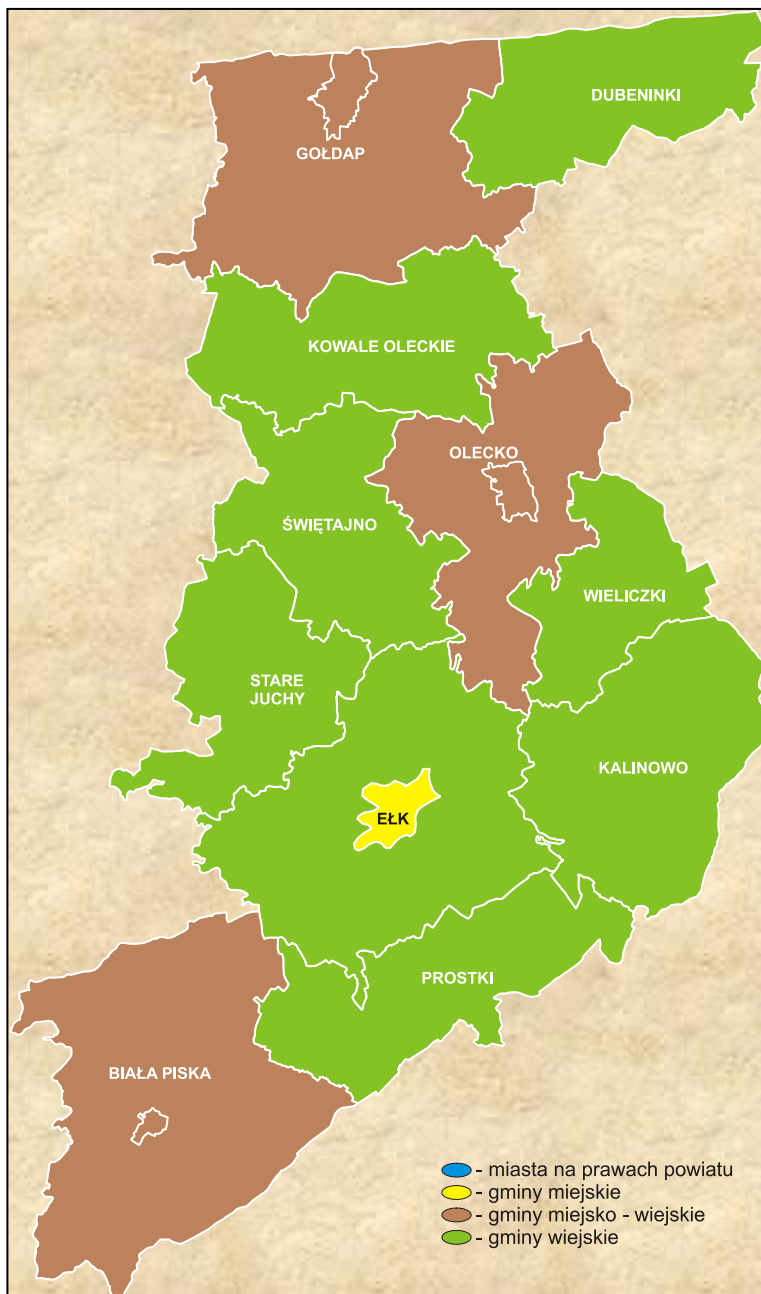 DUBENINKI
GOŁDAP
KOWALE OLECKIE
OLECKO
ŚWIĘTAJNO
WIELICZKI
STARE
JUCHY
KALINOWO
EŁK
PROSTKI
BIAŁA PISKA
- miasta na prawach powiatu
- gminy miejskie
- gminy miejsko - wiejskie
- gminy wiejskie